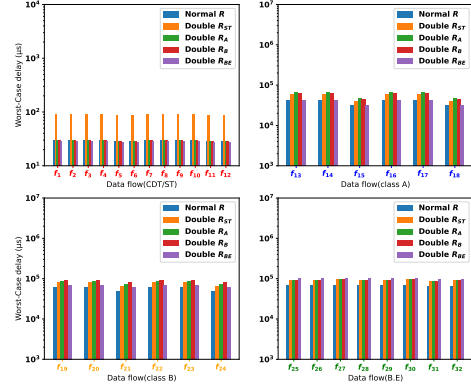 10⁴
10³
10²
10¹
Worst-Case delay (μs)
Normal R
Double R_ST
Double R_A
Double R_B
Double R_BE
f₁ f₂ f₃ f₄ f₅ f₆ f₇ f₈ f₉ f₁₀ f₁₁ f₁₂
Data flow(CDT/ST)
10⁷
10⁶
10⁵
10⁴
10³
Normal R
Double R_ST
Double R_A
Double R_B
Double R_BE
f₁₃ f₁₄ f₁₅ f₁₆ f₁₇ f₁₈
Data flow(class A)
10⁷
10⁶
10⁵
10⁴
10³
Worst-Case delay (μs)
Normal R
Double R_ST
Double R_A
Double R_B
Double R_BE
f₁₉ f₂₀ f₂₁ f₂₂ f₂₃ f₂₄
Data flow(class B)
10⁷
10⁶
10⁵
10⁴
10³
Normal R
Double R_ST
Double R_A
Double R_B
Double R_BE
f₂₅ f₂₆ f₂₇ f₂₈ f₂₉ f₃₀ f₃₁ f₃₂
Data flow(B.E)